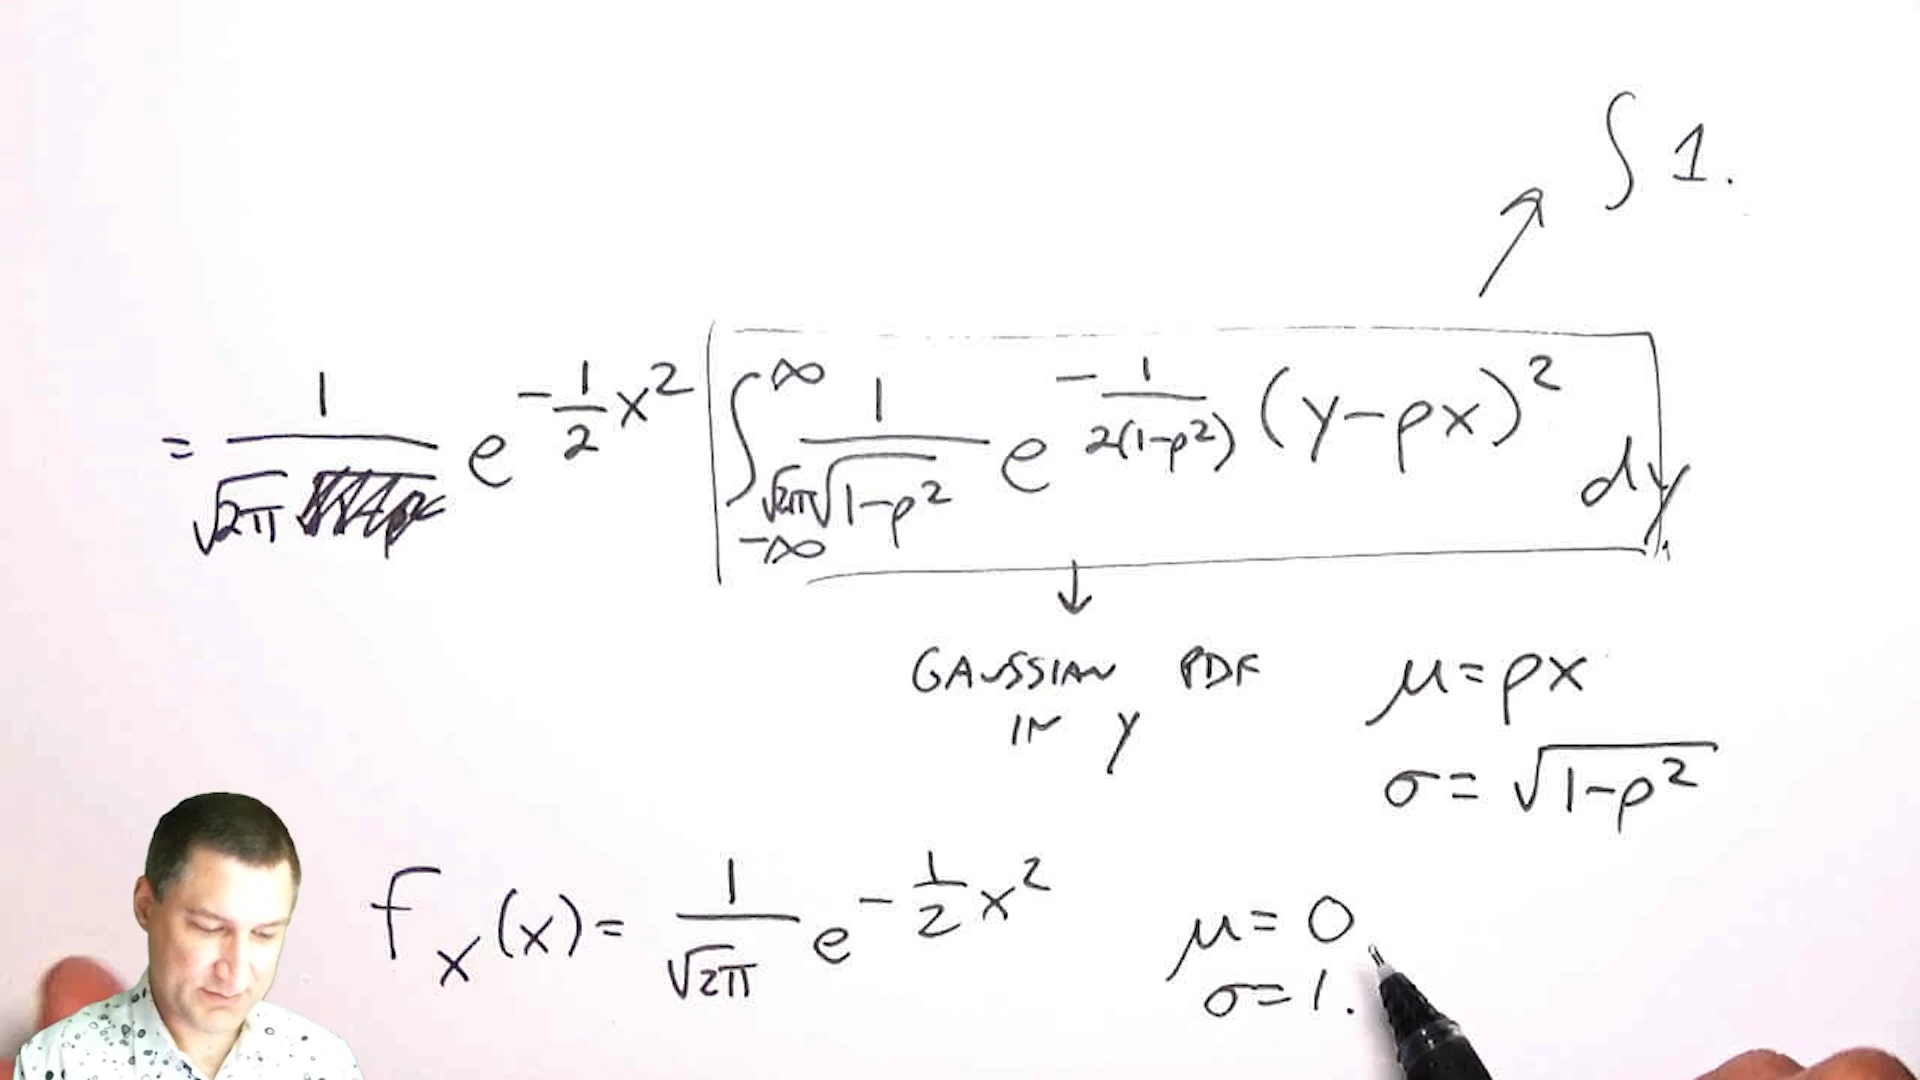 ∫ 1.
= 1/√2π e^(-1/2 x²) ∫_{-∞}^{∞} 1/(√2π √(1-ρ²)) e^(-1/(2(1-ρ²)) (y-ρx)²) dy
GAUSSIAN PDF
IN y
μ=ρx
σ=√(1-ρ²)
f_X(x)= 1/√2π e^(-1/2 x²)
μ=0
σ=1.